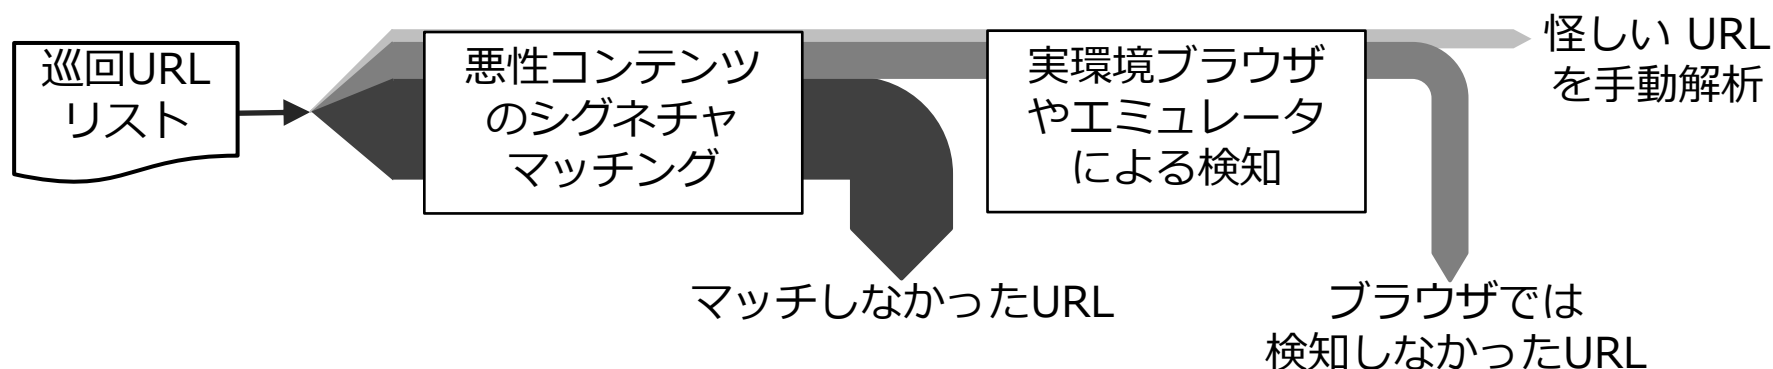 巡回URL
リスト
悪性コンテンツ
のシグネチャ
マッチング
実環境ブラウザ
やエミュレータ
による検知
怪しい URL
を手動解析
マッチしなかったURL
ブラウザでは
検知しなかったURL